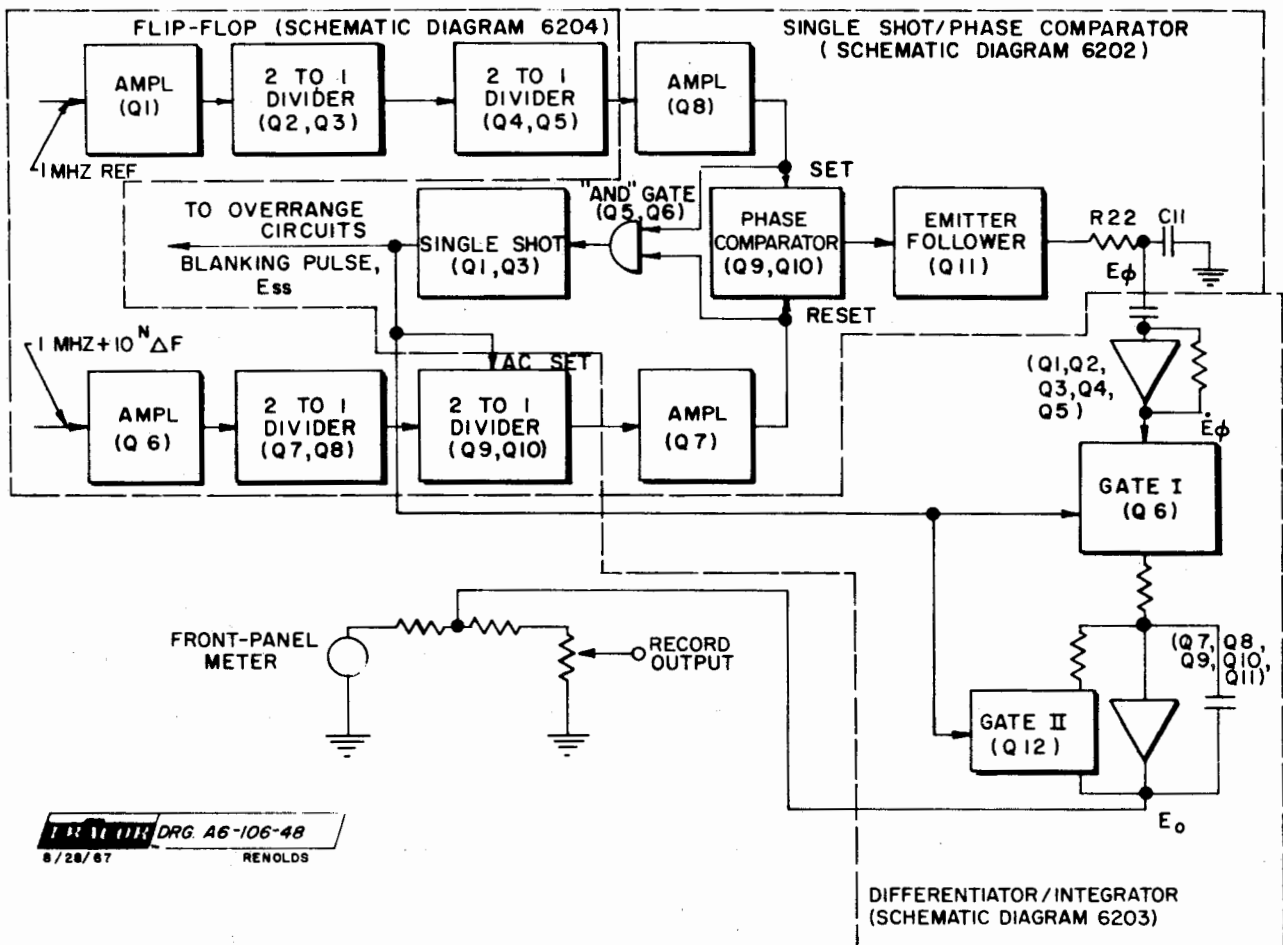 FLIP-FLOP (SCHEMATIC DIAGRAM 6204)
SINGLE SHOT/PHASE COMPARATOR
(SCHEMATIC DIAGRAM 6202)
AMPL
(Q1)
2 TO 1
DIVIDER
(Q2,Q3)
2 TO 1
DIVIDER
(Q4,Q5)
AMPL
(Q8)
1 MHZ REF
SET
"AND" GATE
(Q5,Q6)
TO OVERRANGE
CIRCUITS
BLANKING PULSE,
Ess
SINGLE SHOT
(Q1,Q3)
PHASE
COMPARATOR
(Q9,Q10)
EMITTER
FOLLOWER
(Q11)
R22
C11
Eϕ
RESET
1 MHZ+10^N ΔF
AC SET
AMPL
(Q6)
2 TO 1
DIVIDER
(Q7,Q8)
2 TO 1
DIVIDER
(Q9,Q10)
AMPL
(Q7)
(Q1,Q2,
Q3,Q4,
Q5)
Ėϕ
GATE I
(Q6)
FRONT-PANEL
METER
RECORD
OUTPUT
(Q7, Q8,
Q9, Q10,
Q11)
GATE II
(Q12)
Eo
TRACOR DRG. A6-106-48
8/28/67 RENOLDS
DIFFERENTIATOR/INTEGRATOR
(SCHEMATIC DIAGRAM 6203)